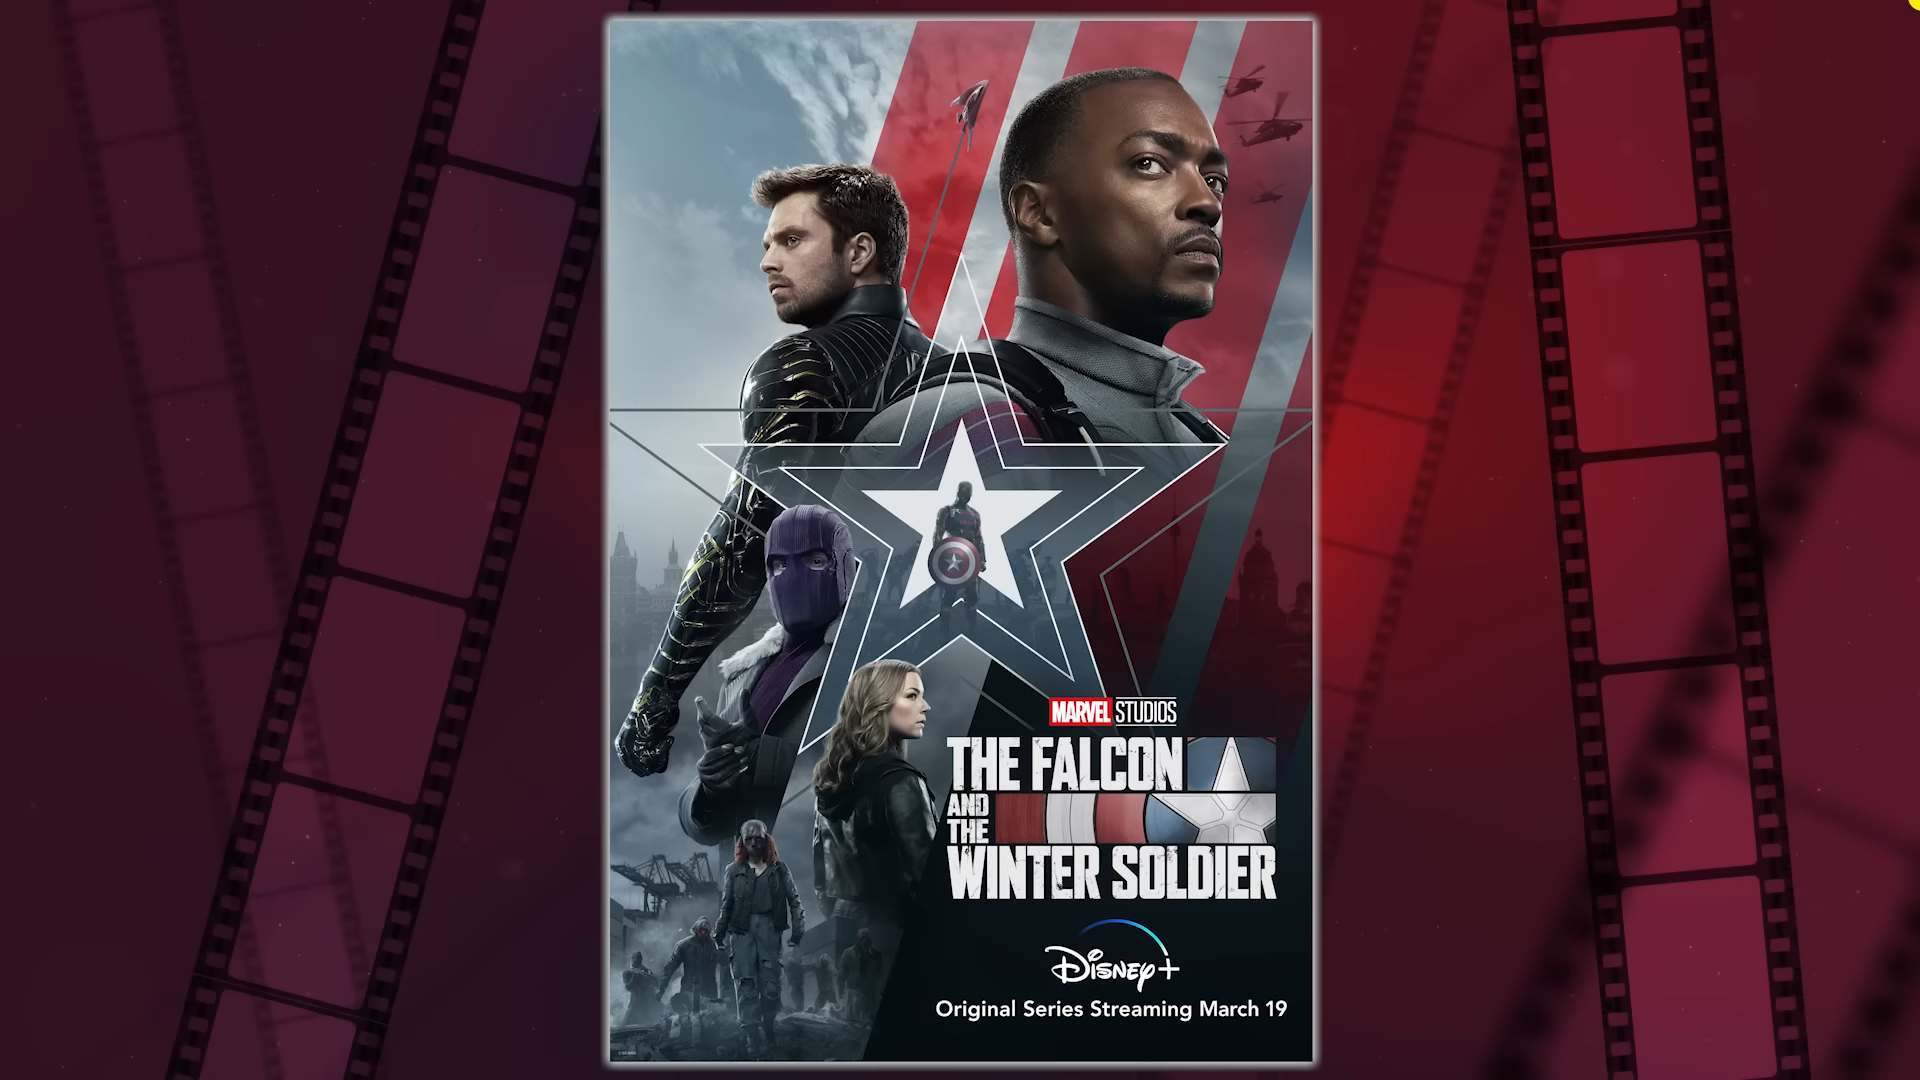 MARVEL STUDIOS
THE FALCON
AND
THE
WINTER SOLDIER
Disney+
Original Series Streaming March 19